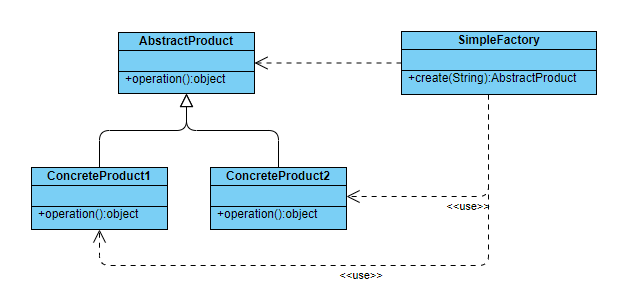 AbstractProduct
+operation():object
SimpleFactory
+create(String):AbstractProduct
ConcreteProduct1
+operation():object
ConcreteProduct2
+operation():object
<<use>>
<<use>>